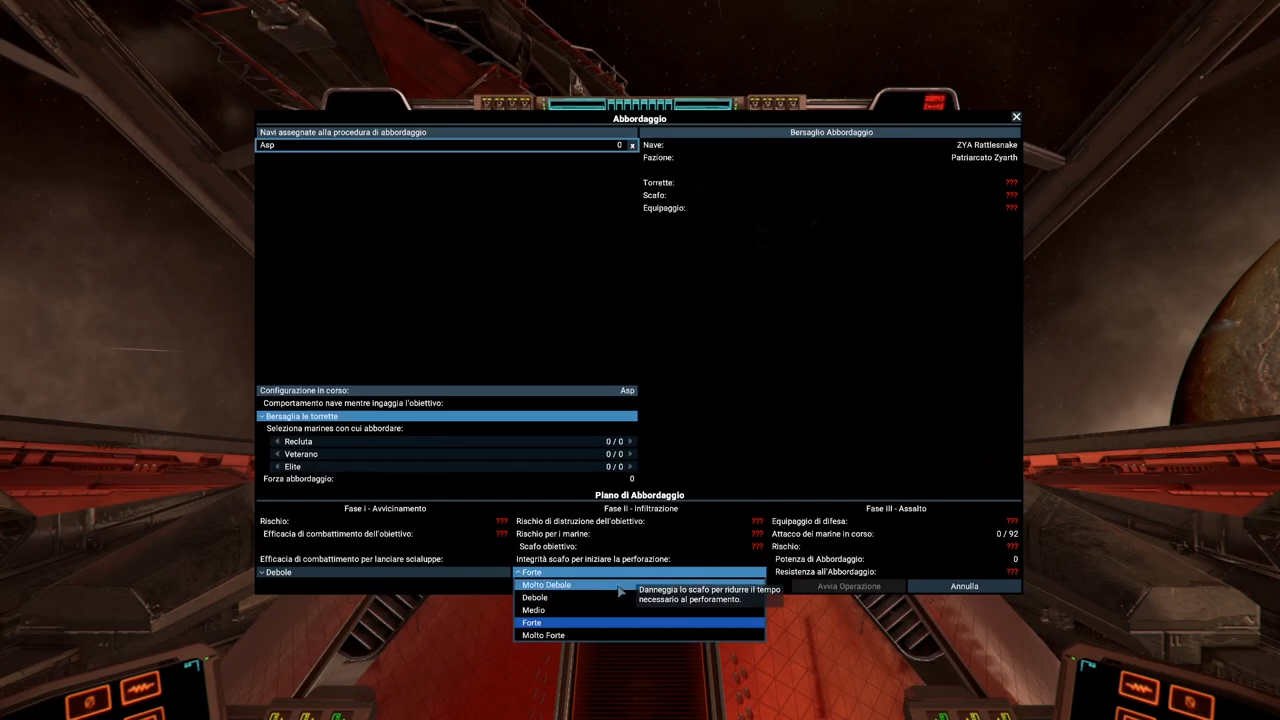 Abbordaggio
Navi assegnate alla procedura di abbordaggio
Bersaglio Abbordaggio
Asp 0 x
Nave: ZYA Rattlesnake
Fazione: Patriarcato Zyarth
Torrette: ???
Scafo: ???
Equipaggio: ???
Configurazione in corso: Asp
Comportamento nave mentre ingaggia l'obiettivo:
Bersaglia le torrette
Seleziona marines con cui abbordare:
Recluta 0 / 0
Veterano 0 / 0
Elite 0 / 0
Forza abbordaggio: 0
Plano di Abbordaggio
Fase I - Avvicinamento
Rischio: ???
Efficacia di combattimento dell'obiettivo: ???
Efficacia di combattimento per lanciare scialuppe:
Debole
Fase II - Infiltrazione
Rischio di distruzione dell'obiettivo: ???
Rischio per i marine: ???
Scafo obiettivo: ???
Integrità scafo per iniziare la perforazione:
Forte
Molto Debole
Debole
Medio
Forte
Molto Forte
Danneggia lo scafo per ridurre il tempo
necessario al perforamento.
Fase III - Assalto
Equipaggio di difesa: ???
Attacco dei marine in corso: 0 / 92
Rischio: ???
Potenza di Abbordaggio: 0
Resistenza all'Abbordaggio: ???
Avvia Operazione
Annulla